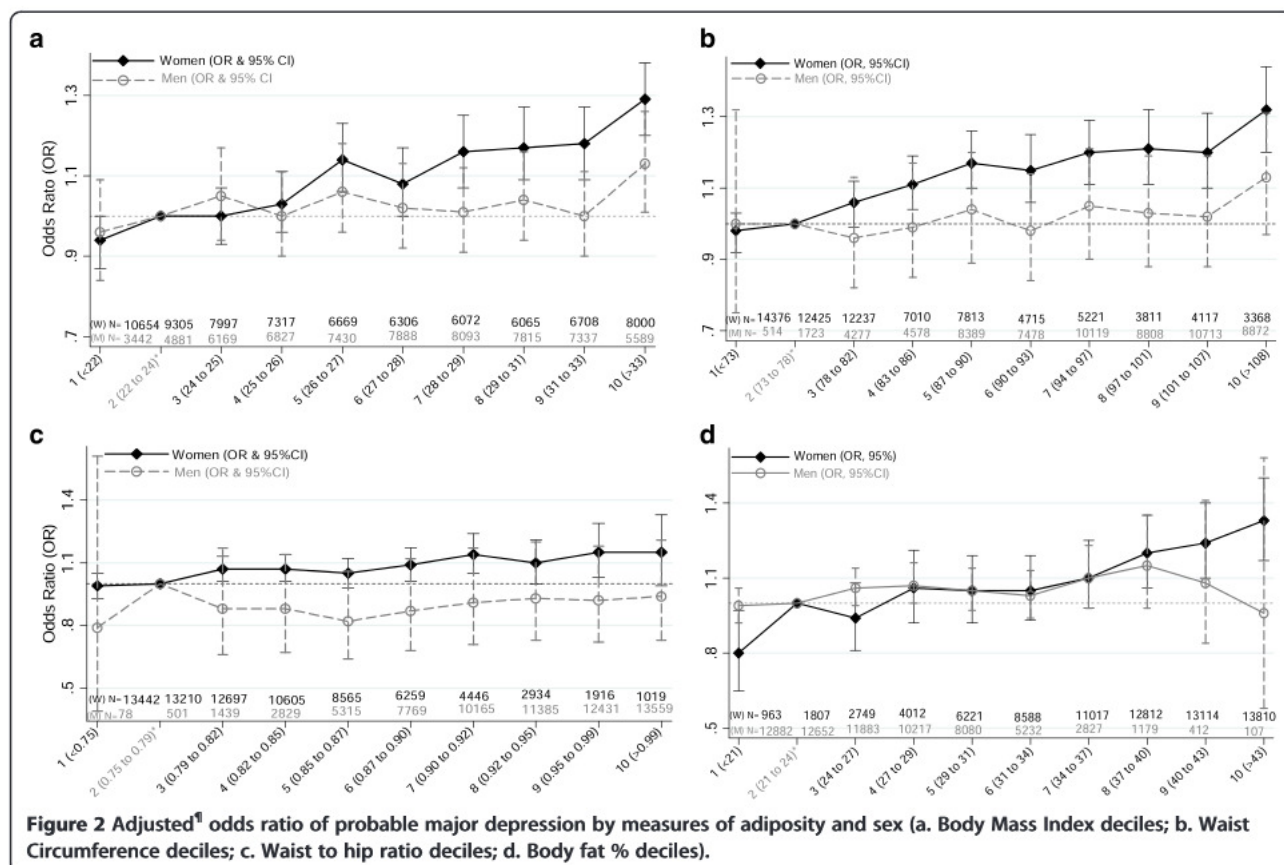 a
Women (OR & 95% CI)
Men (OR & 95% CI
Odds Rato (OR)
1.3
1.1
.9
.7
(W) N= 10654 9305 7997 7317 6669 6306 6072 6065 6708 8000
(M) N= 3442 4881 6169 6827 7430 7888 8093 7815 7337 5589
1 (<22)
2 (22 to 24)*
3 (24 to 25)
4 (25 to 26)
5 (26 to 27)
6 (27 to 28)
7 (28 to 29)
8 (29 to 31)
9 (31 to 33)
10 (>33)
b
Women (OR, 95%CI)
Men (OR, 95%CI)
1.3
1.1
.9
.7
(W) N= 14376 12425 12237 7010 7813 4715 5221 3811 4117 3368
(M) N= 514 1723 4277 4578 8389 7478 10119 8808 10713 8872
1(<73)
2 (73 to 78)*
3 (78 to 82)
4 (83 to 86)
5 (87 to 90)
6 (90 to 93)
7 (94 to 97)
8 (97 to 101)
9 (101 to 107)
10 (>108)
c
Women (OR & 95%CI)
Men (OR & 95%CI)
Odds Ratio (OR)
1.4
1.1
.8
.5
(W) N= 13442 13210 12697 10605 8565 6259 4446 2934 1916 1019
(M) N= 78 501 1439 2829 5315 7769 10165 11385 12431 13559
1 (<0.75)
2 (0.75 to 0.79)*
3 (0.79 to 0.82)
4 (0.82 to 0.85)
5 (0.85 to 0.87)
6 (0.87 to 0.90)
7 (0.90 to 0.92)
8 (0.92 to 0.95)
9 (0.95 to 0.99)
10 (>0.99)
d
Women (OR, 95%)
Men (OR, 95%CI)
1.4
1.1
.8
.5
(W) N= 963 1807 2749 4012 6221 8588 11017 12812 13114 13810
(M) N= 12882 12652 11883 10217 8080 5232 2827 1179 412 107
1 (<21)
2 (21 to 24)*
3 (24 to 27)
4 (27 to 29)
5 (29 to 31)
6 (31 to 34)
7 (34 to 37)
8 (37 to 40)
9 (40 to 43)
10 (>43)
Figure 2 Adjusted¶ odds ratio of probable major depression by measures of adiposity and sex (a. Body Mass Index deciles; b. Waist
Circumference deciles; c. Waist to hip ratio deciles; d. Body fat % deciles).